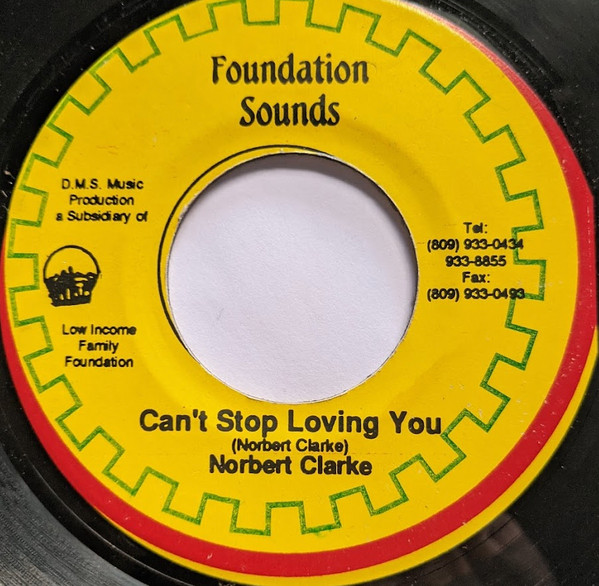 Foundation
Sounds
D.M.S. Music
Production
a Subsidiary of
Low Income
Family
Foundation
Tel:
(809) 933-0434
933-8855
Fax:
(809) 933-0493
Can't Stop Loving You
(Norbert Clarke)
Norbert Clarke